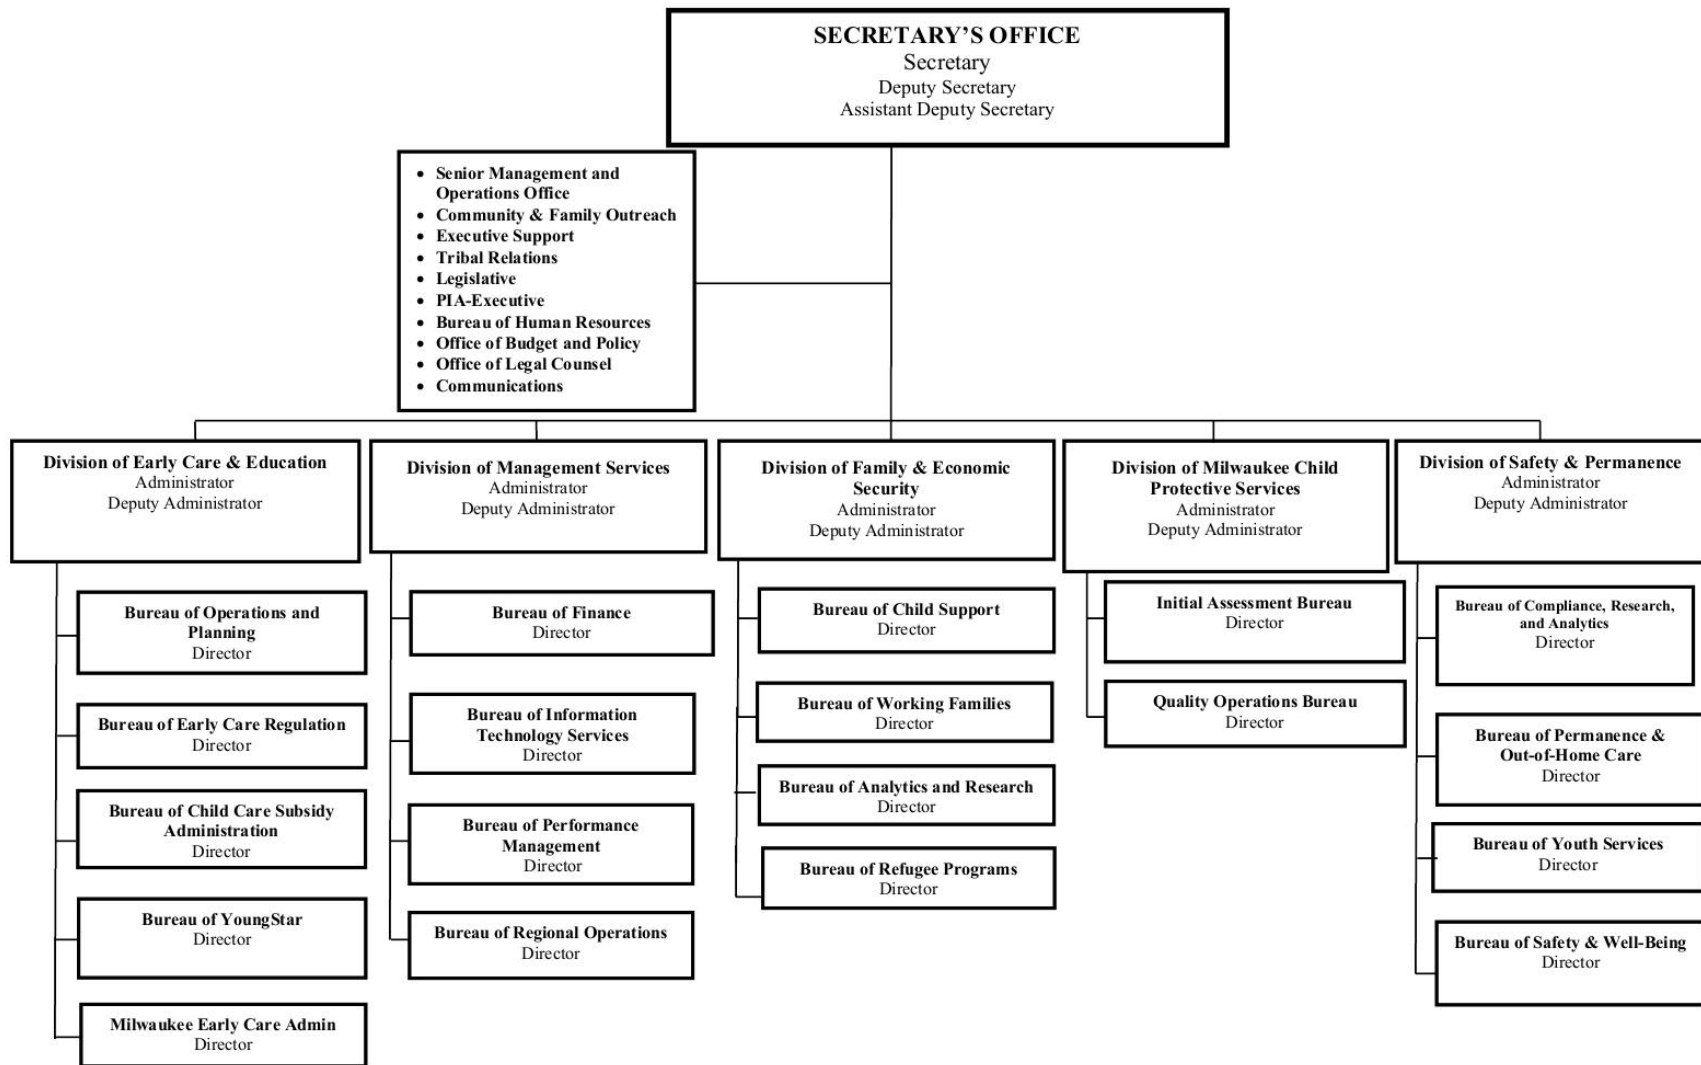 SECRETARY’S OFFICE
Secretary
Deputy Secretary
Assistant Deputy Secretary
• Senior Management and
Operations Office
• Community & Family Outreach
• Executive Support
• Tribal Relations
• Legislative
• PIA-Executive
• Bureau of Human Resources
• Office of Budget and Policy
• Office of Legal Counsel
• Communications
Division of Early Care & Education
Administrator
Deputy Administrator
Bureau of Operations and
Planning
Director
Bureau of Early Care Regulation
Director
Bureau of Child Care Subsidy
Administration
Director
Bureau of YoungStar
Director
Milwaukee Early Care Admin
Director
Division of Management Services
Administrator
Deputy Administrator
Bureau of Finance
Director
Bureau of Information
Technology Services
Director
Bureau of Performance
Management
Director
Bureau of Regional Operations
Director
Division of Family & Economic
Security
Administrator
Deputy Administrator
Bureau of Child Support
Director
Bureau of Working Families
Director
Bureau of Analytics and Research
Director
Bureau of Refugee Programs
Director
Division of Milwaukee Child
Protective Services
Administrator
Deputy Administrator
Initial Assessment Bureau
Director
Quality Operations Bureau
Director
Division of Safety & Permanence
Administrator
Deputy Administrator
Bureau of Compliance, Research,
and Analytics
Director
Bureau of Permanence &
Out-of-Home Care
Director
Bureau of Youth Services
Director
Bureau of Safety & Well-Being
Director